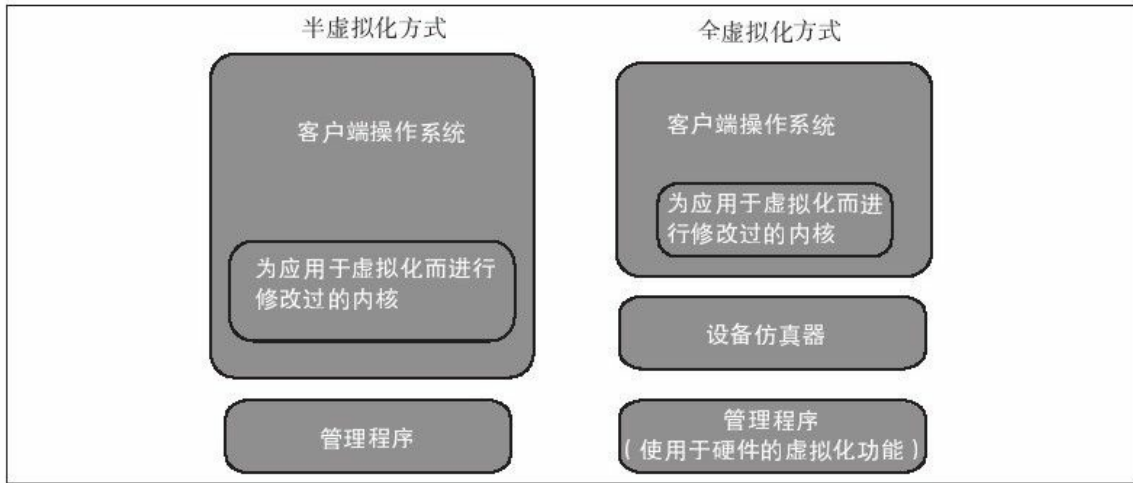 半虚拟化方式
客户端操作系统
为应用于虚拟化而进行
修改过的内核
管理程序
全虚拟化方式
客户端操作系统
为应用于虚拟化而进
行修改过的内核
设备仿真器
管理程序
(使用于硬件的虚拟化功能)